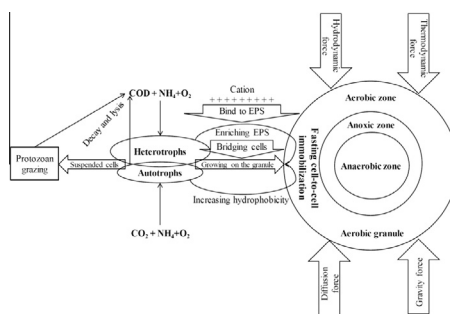 Hydrodynamic
force
Thermodynamic
force
Cation
+ + + + + + + + +
COD + NH₄+O₂
Bind to EPS
Aerobic zone
Decay and lysis
Enriching EPS
Anoxic zone
Bridging cells
Heterotrophs
Protozoan
grazing
Suspended cells
Growing on the granule
Autotrophs
Fasting cell-to-cell
immobilization
Anaerobic zone
Increasing hydrophobicity
CO₂ + NH₄+O₂
Aerobic granule
Diffusion
force
Gravity force